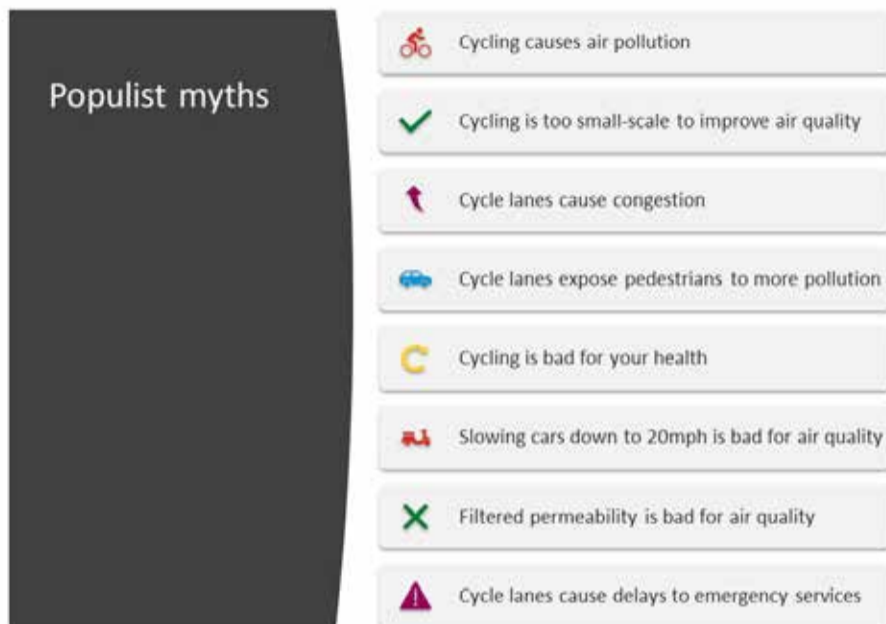 Populist myths
Cycling causes air pollution
Cycling is too small-scale to improve air quality
Cycle lanes cause congestion
Cycle lanes expose pedestrians to more pollution
Cycling is bad for your health
Slowing cars down to 20mph is bad for air quality
Filtered permeability is bad for air quality
Cycle lanes cause delays to emergency services